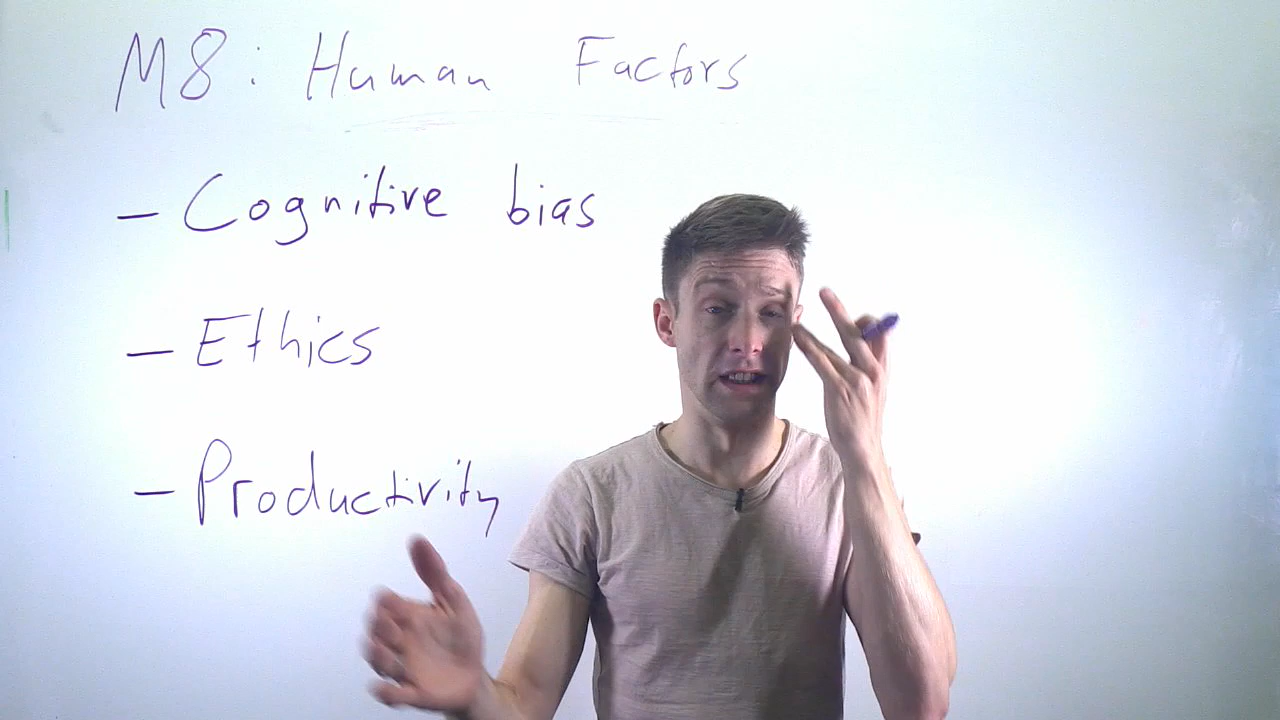 M8: Human Factors
- Cognitive bias
- Ethics
- Productivity